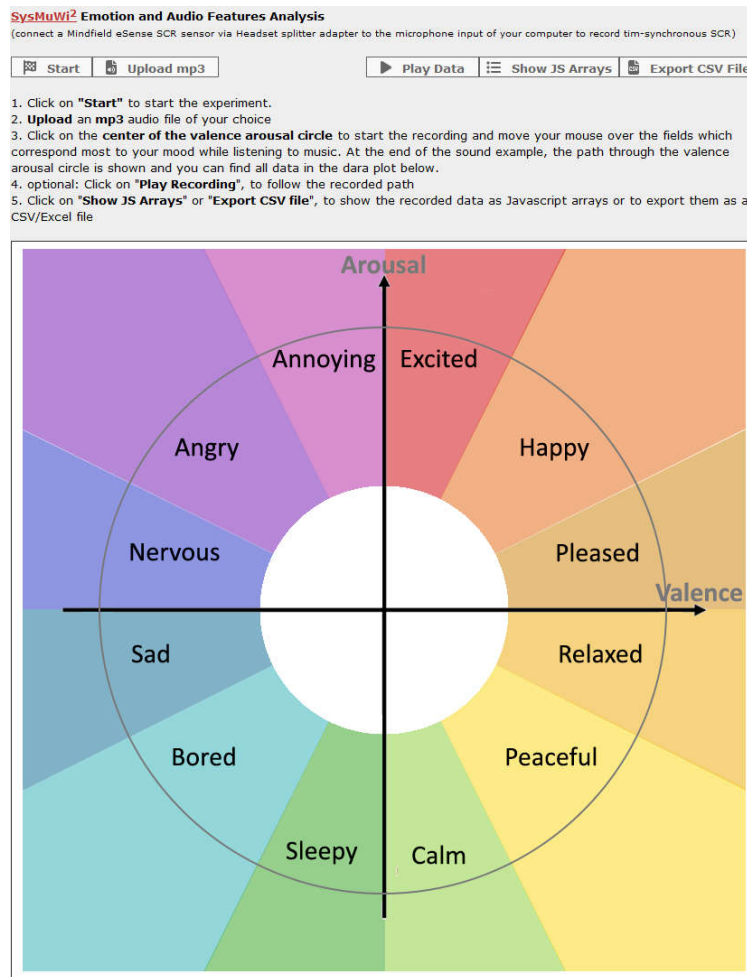 SysMuWi² Emotion and Audio Features Analysis
(connect a Mindfield eSense SCR sensor via Headset splitter adapter to the microphone input of your computer to record tim-synchronous SCR)
Start Upload mp3 Play Data Show JS Arrays Export CSV File
1. Click on "Start" to start the experiment.
2. Upload an mp3 audio file of your choice
3. Click on the center of the valence arousal circle to start the recording and move your mouse over the fields which
correspond most to your mood while listening to music. At the end of the sound example, the path through the valence
arousal circle is shown and you can find all data in the dara plot below.
4. optional: Click on "Play Recording", to follow the recorded path
5. Click on "Show JS Arrays" or "Export CSV file", to show the recorded data as Javascript arrays or to export them as a
CSV/Excel file
Arousal
Annoying Excited
Angry Happy
Nervous Pleased
Valence
Sad Relaxed
Bored Peaceful
Sleepy Calm